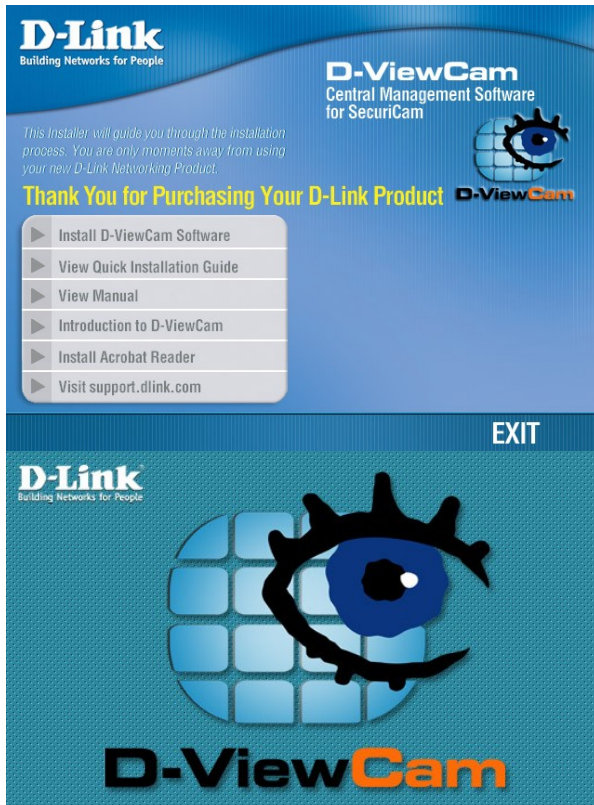 D-Link
Building Networks for People
D-ViewCam
Central Management Software
for SecuriCam
This Installer will guide you through the installation
process. You are only moments away from using
your new D-Link Networking Product.
Thank You for Purchasing Your D-Link Product
D-ViewCam
Install D-ViewCam Software
View Quick Installation Guide
View Manual
Introduction to D-ViewCam
Install Acrobat Reader
Visit support.dlink.com
EXIT
D-Link
Building Networks for People
D-ViewCam